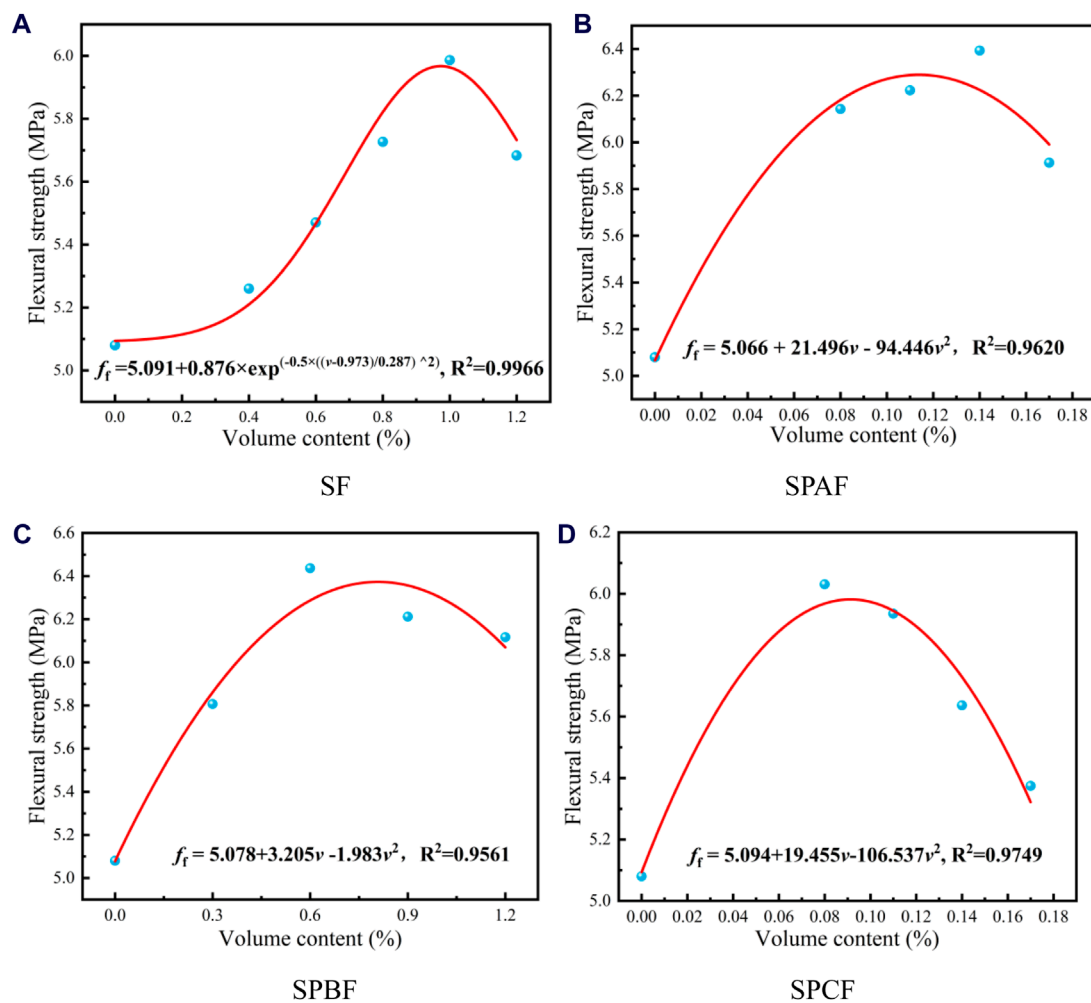 A
Flexural strength (MPa)
6.0
5.8
5.6
5.4
5.2
5.0
f_f =5.091+0.876×exp^(-0.5×((v-0.973)/0.287) ^2), R²=0.9966
0.0 0.2 0.4 0.6 0.8 1.0 1.2
Volume content (%)
SF
B
Flexural strength (MPa)
6.4
6.2
6.0
5.8
5.6
5.4
5.2
5.0
f_f = 5.066 + 21.496v - 94.446v², R²=0.9620
0.00 0.02 0.04 0.06 0.08 0.10 0.12 0.14 0.16 0.18
Volume content (%)
SPAF
C
Flexural strength (MPa)
6.6
6.4
6.2
6.0
5.8
5.6
5.4
5.2
5.0
f_f = 5.078+3.205v -1.983v², R²=0.9561
0.0 0.3 0.6 0.9 1.2
Volume content (%)
SPBF
D
Flexural strength (MPa)
6.2
6.0
5.8
5.6
5.4
5.2
5.0
f_f = 5.094+19.455v-106.537v², R²=0.9749
0.00 0.02 0.04 0.06 0.08 0.10 0.12 0.14 0.16 0.18
Volume content (%)
SPCF